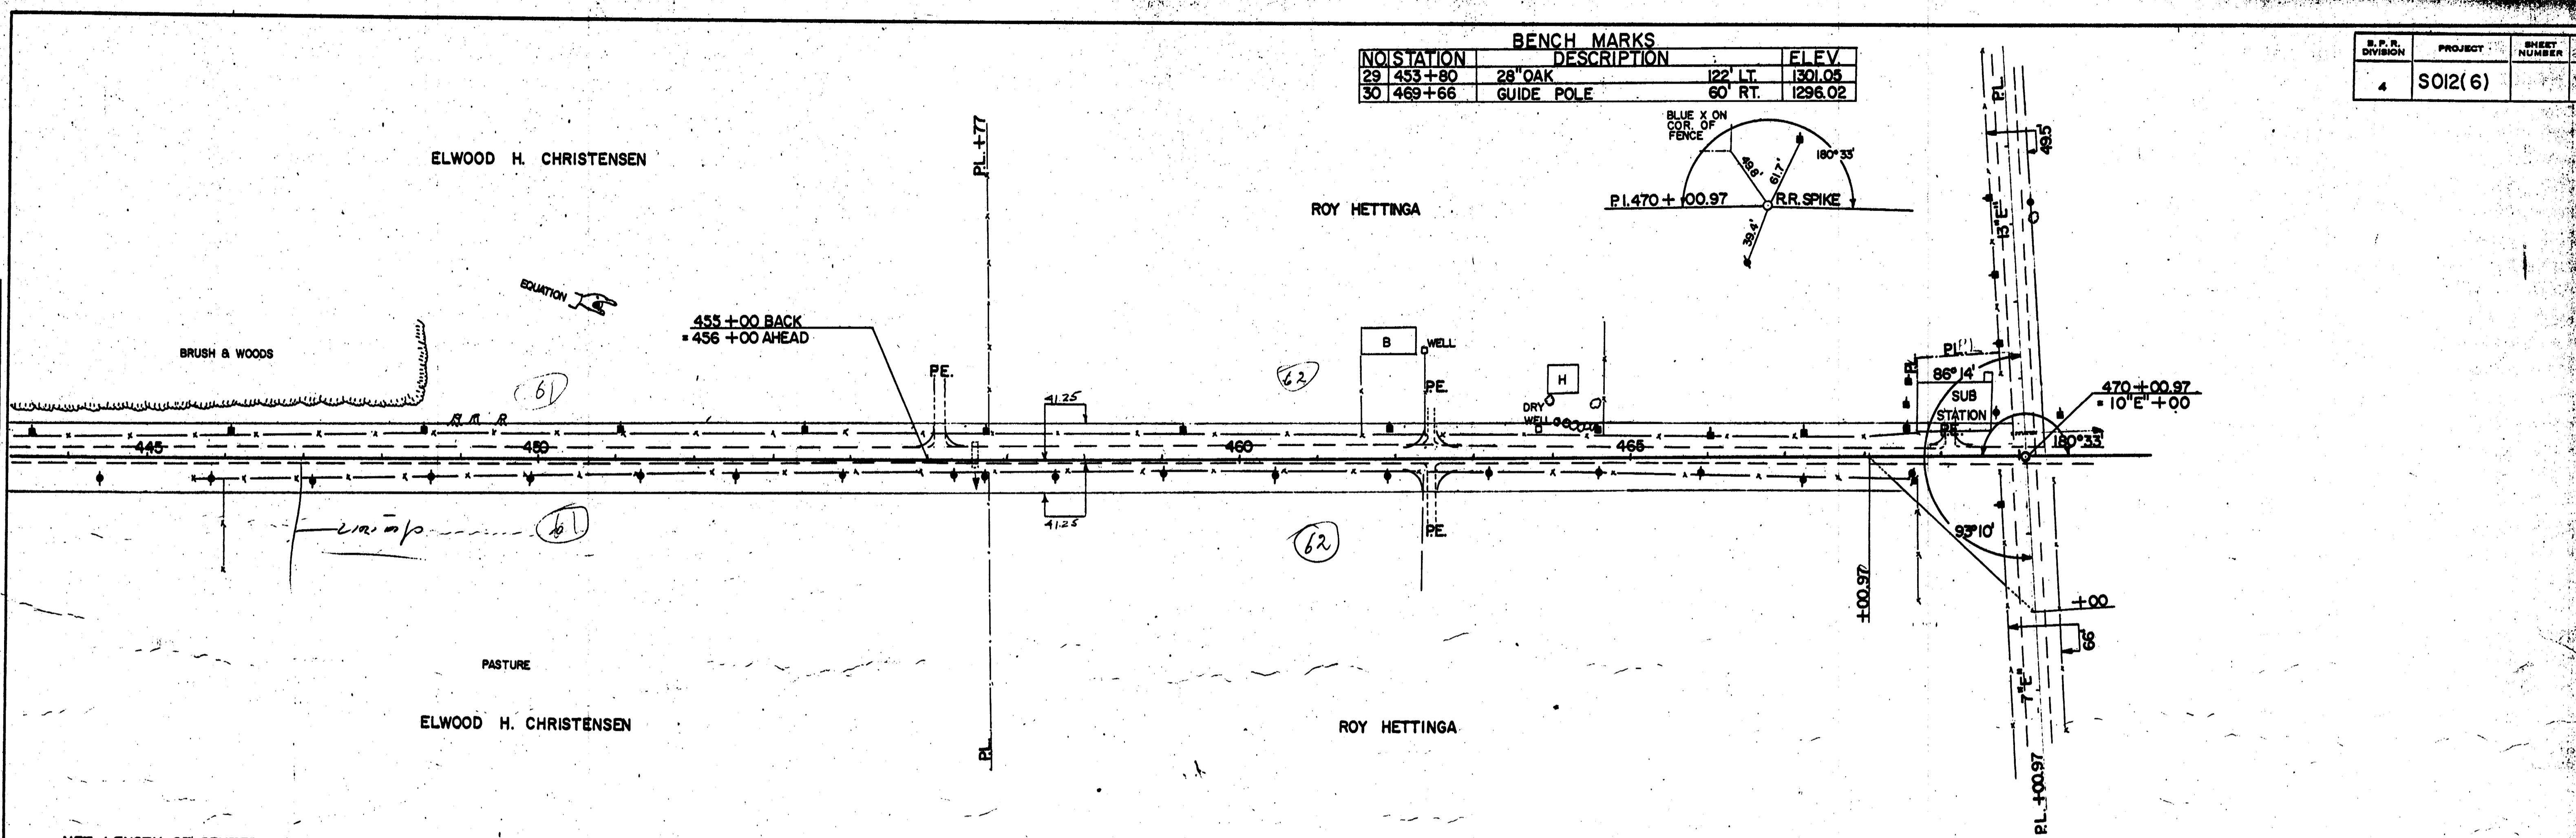 BENCH MARKS
NO. STATION DESCRIPTION ELEV.
29 453+80 28" OAK 122' LT. 1301.05
30 469+66 GUIDE POLE 60' RT. 1296.02
B. P. R. DIVISION PROJECT SHEET NUMBER
4 S012(6)
ELWOOD H. CHRISTENSEN
P.L. +77
ROY HETTINGA
BLUE X ON
COR. OF
FENCE
49.8'
61.7'
180°33'
P.I. 470+00.97
R.R. SPIKE
39.4'
P.L.
49.5'
13"E"
EQUATION
455+00 BACK
= 456+00 AHEAD
BRUSH & WOODS
61
P.E.
41.25
62
B
WELL
P.E.
H
DRY
WELL
P.L.
P.L.
86°14'
SUB
STATION
P.E.
470+00.97
= 10"E"+00
180°33'
445
450
460
465
61
41.25
62
P.E.
93°10'
+00.97
+00
66'
PASTURE
7"E"
ELWOOD H. CHRISTENSEN
P.L.
ROY HETTINGA
P.L. +00.97